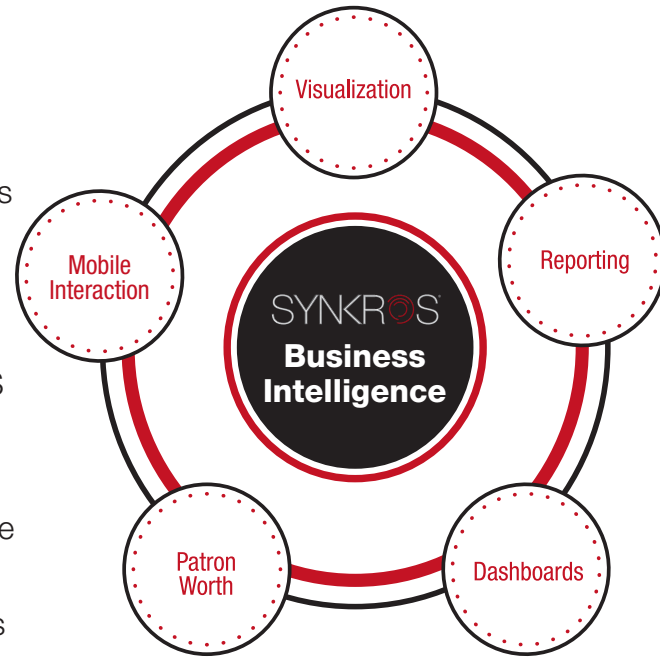 Visualization
s
Mobile
Interaction
Reporting
SYNKROS
Business
Intelligence
s
e
Patron
Worth
Dashboards
s